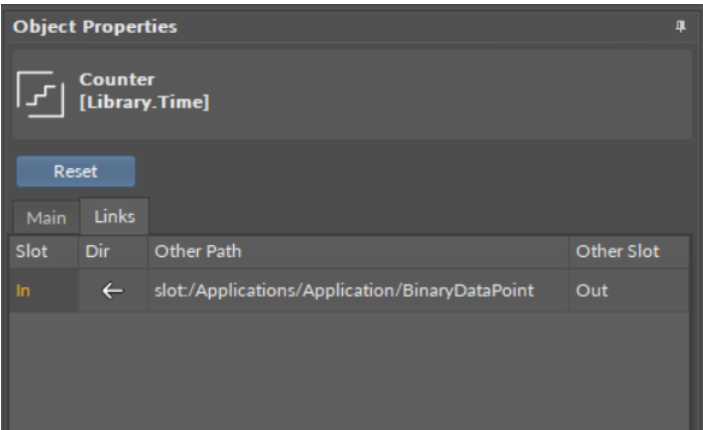 Object Properties
Counter
[Library.Time]
Reset
Main Links
Slot Dir Other Path Other Slot
In ← slot:/Applications/Application/BinaryDataPoint Out